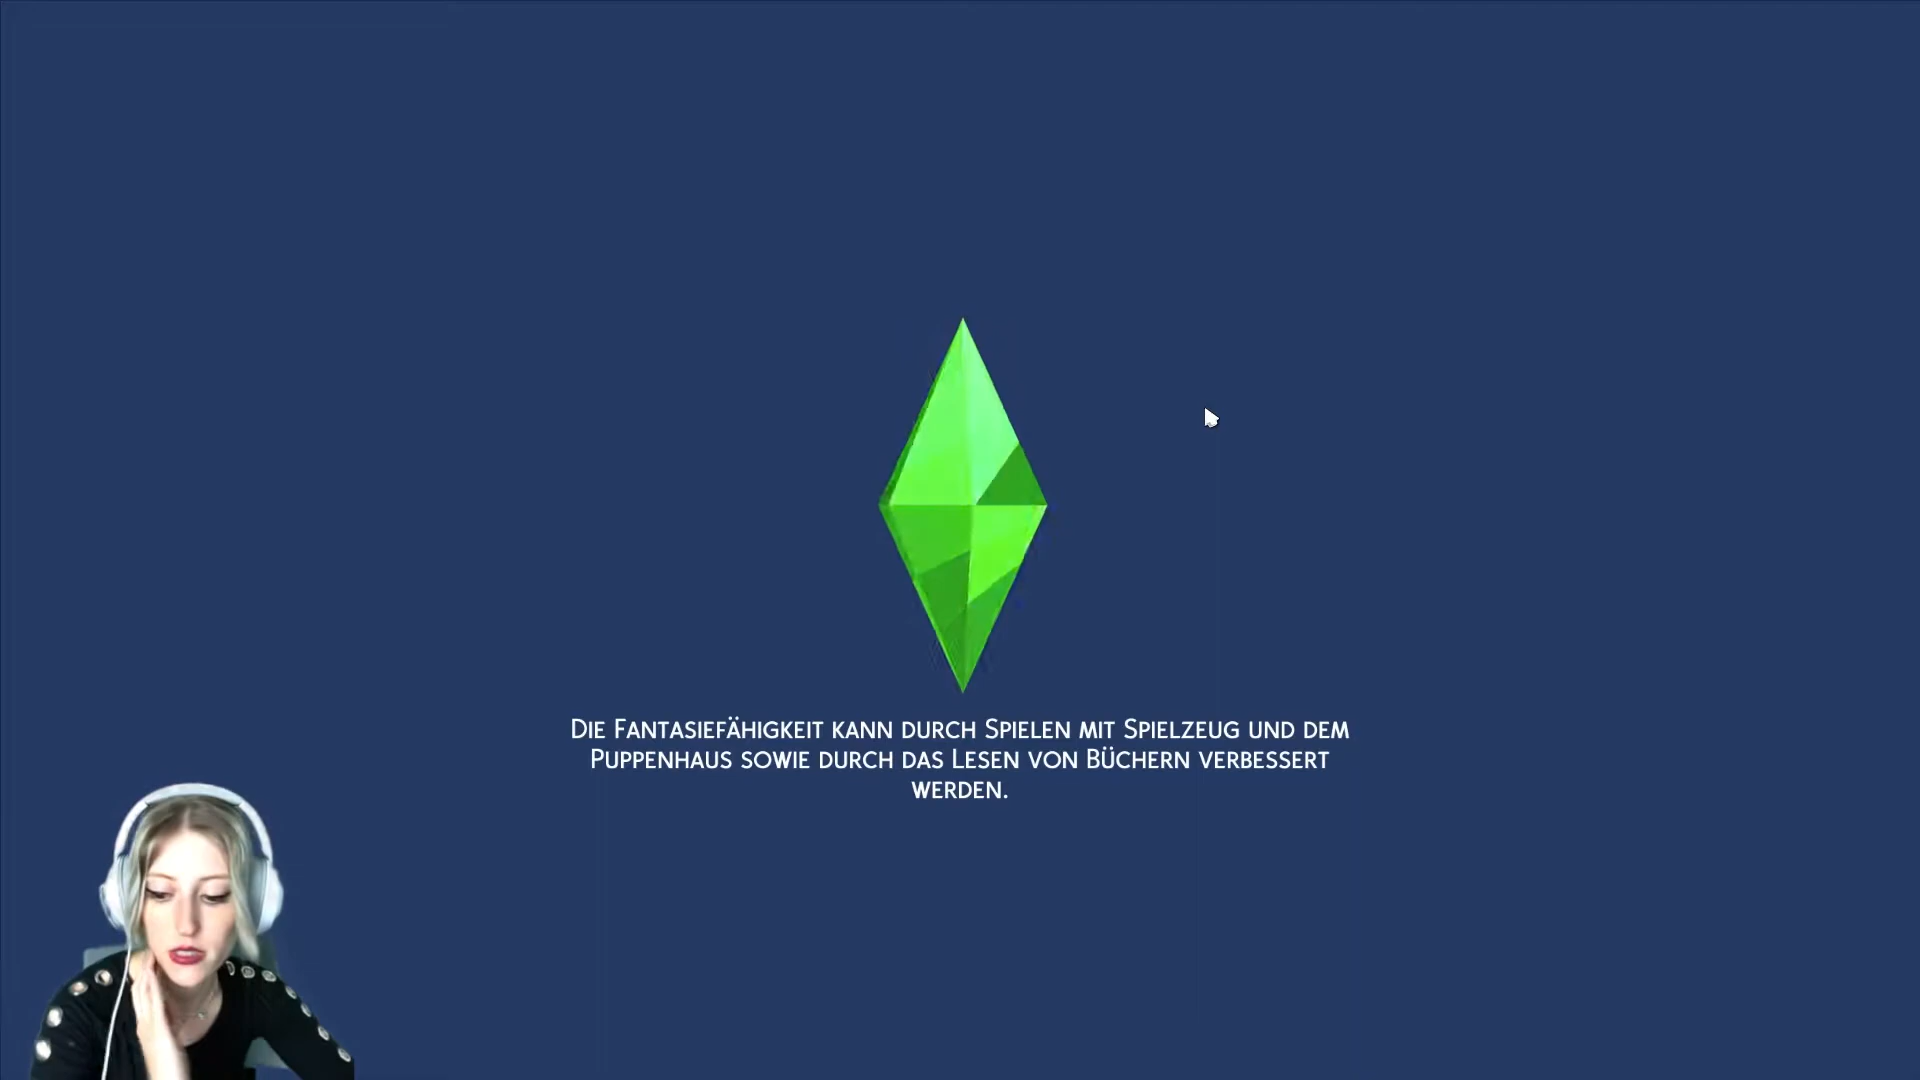 Die Fantasiefähigkeit kann durch Spielen mit Spielzeug und dem
Puppenhaus sowie durch das Lesen von Büchern verbessert
werden.